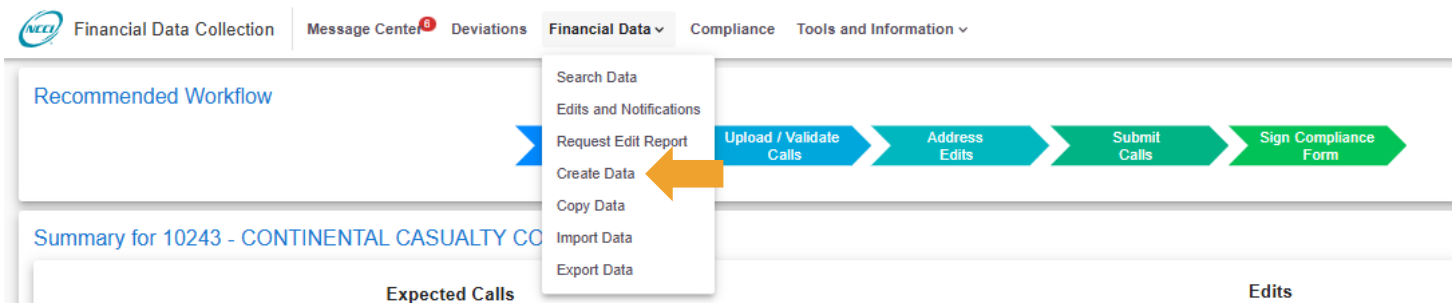 NCCI Financial Data Collection Message Center 6 Deviations Financial Data Compliance Tools and Information
Search Data
Edits and Notifications
Request Edit Report
Create Data
Copy Data
Import Data
Export Data
Recommended Workflow
Upload / Validate
Calls
Address
Edits
Submit
Calls
Sign Compliance
Form
Summary for 10243 - CONTINENTAL CASUALTY CO
Expected Calls
Edits